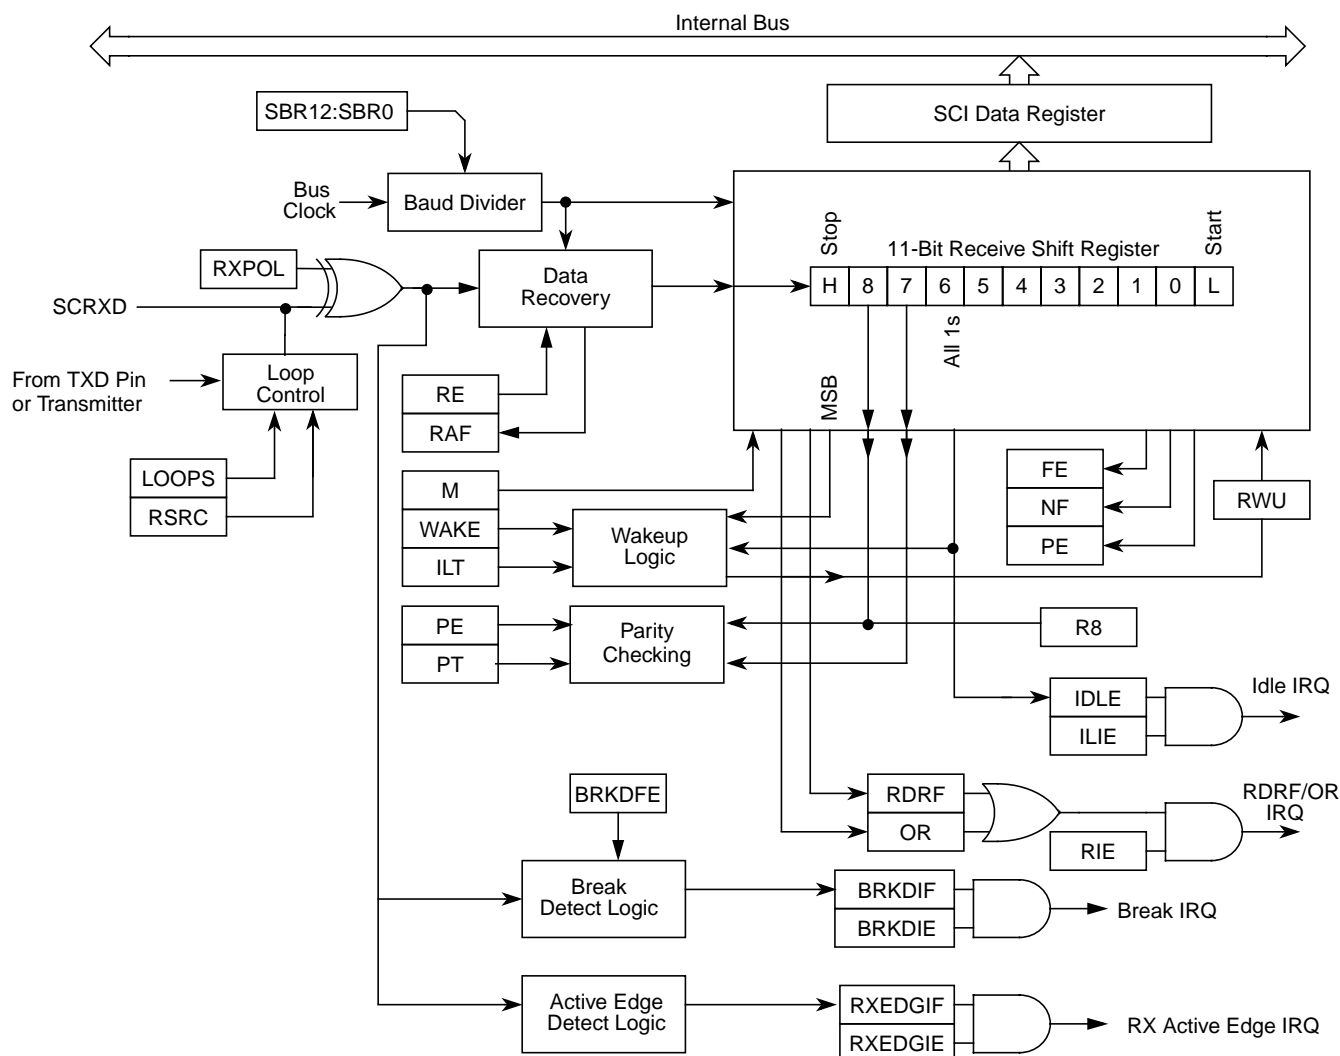 Internal Bus
SBR12:SBR0
SCI Data Register
Bus
Clock
Baud Divider
RXPOL
Data
Recovery
Stop
11-Bit Receive Shift Register
Start
H 8 7 6 5 4 3 2 1 0 L
SCRXD
All 1s
MSB
From TXD Pin
or Transmitter
Loop
Control
RE
RAF
LOOPS
RSRC
M
WAKE
ILT
Wakeup
Logic
FE
NF
PE
RWU
PE
PT
Parity
Checking
R8
IDLE
ILIE
Idle IRQ
BRKDFE
RDRF
OR
RIE
RDRF/OR
IRQ
Break
Detect Logic
BRKDIF
BRKDIE
Break IRQ
Active Edge
Detect Logic
RXEDGIF
RXEDGIE
RX Active Edge IRQ